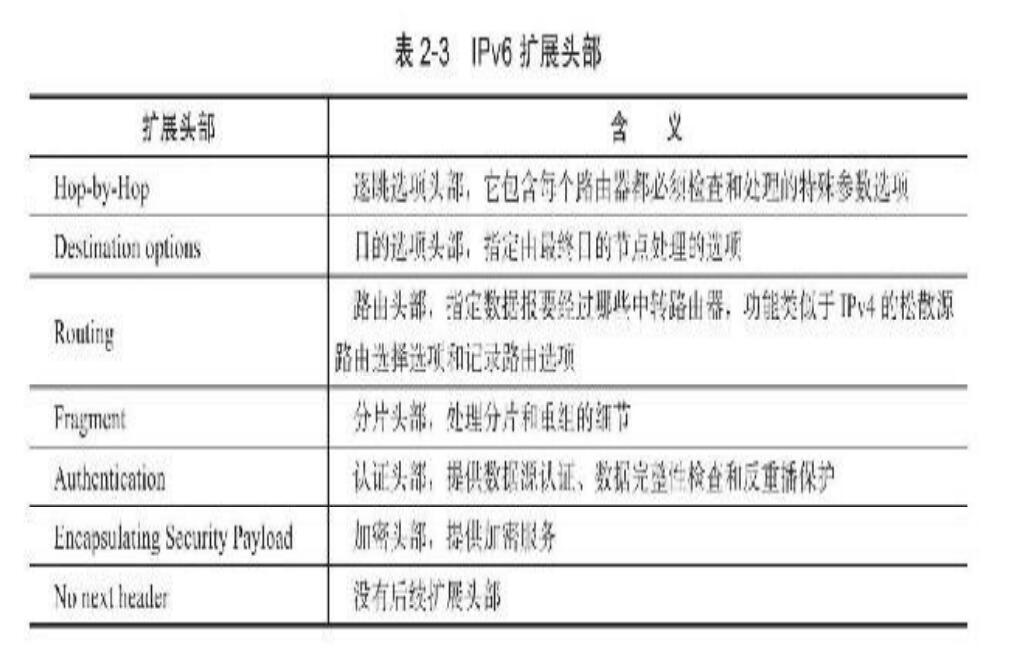 表 2-3 IPv6 扩展头部
扩展头部 含 义
Hop-by-Hop 逐跳选项头部，它包含每个路由器都必须检查和处理的特殊参数选项
Destination options 目的选项头部，指定由最终目的节点处理的选项
Routing 路由头部，指定数据报要经过哪些中转路由器，功能类似于 IPv4 的松散源
路由选择选项和记录路由选项
Fragment 分片头部，处理分片和重组的细节
Authentication 认证头部，提供数据源认证、数据完整性检查和反重播保护
Encapsulating Security Payload 加密头部，提供加密服务
No next header 没有后续扩展头部